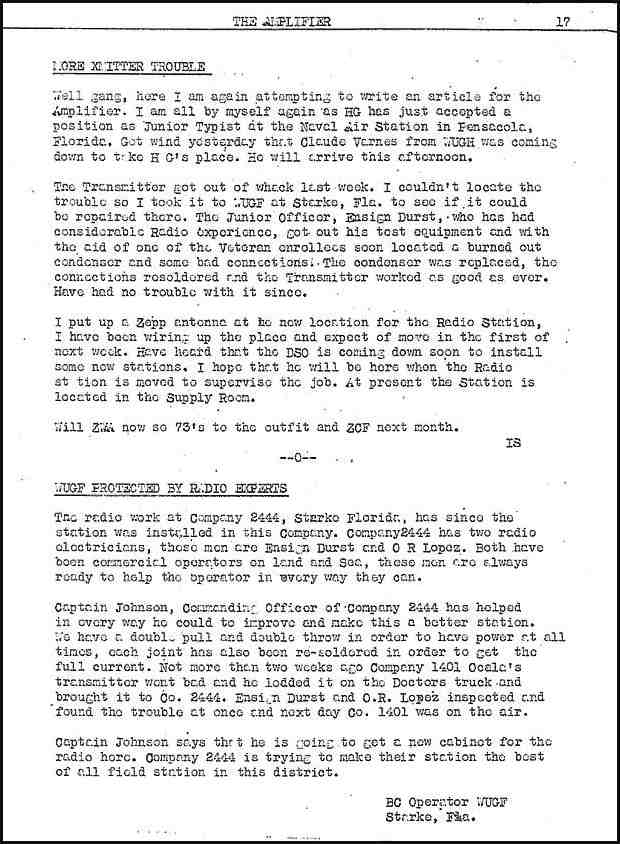 THE AMPLIFIER 17
MORE XMITTER TROUBLE
Well gang, here I am again attempting to write an article for the
Amplifier. I am all by myself again as HG has just accepted a
position as Junior Typist at the Naval Air Station in Pensacola,
Florida. Got wind yesterday that Claude Varnes from WUGH was coming
down to take H G's place. He will arrive this afternoon.
The Transmitter got out of whack last week. I couldn't locate the
trouble so I took it to WUGF at Starke, Fla. to see if it could
be repaired there. The Junior Officer, Ensign Durst, who has had
considerable Radio experience, got out his test equipment and with
the aid of one of the Veteran enrollees soon located a burned out
condenser and some bad connections. The condenser was replaced, the
connections resoldered and the Transmitter worked as good as ever.
Have had no trouble with it since.
I put up a Zepp antenna at he new location for the Radio Station,
I have been wiring up the place and expect of move in the first of
next week. Have heard that the DSO is coming down soon to install
some new stations. I hope that he will be here when the Radio
st tion is moved to supervise the job. At present the Station is
located in the Supply Room.
Will ZWA now so 73's to the outfit and ZCF next month.
IS
--0--
WUGF PROTECTED BY RADIO EXPERTS
The radio work at Company 2444, Starke Florida, has since the
station was installed in this Company. Company2444 has two radio
electricians, these men are Ensign Durst and O R Lopez. Both have
been commercial operators on land and Sea, these men are always
ready to help the operator in every way they can.
Captain Johnson, Commanding Officer of Company 2444 has helped
in every way he could to improve and make this a better station.
We have a double pull and double throw in order to have power at all
times, each joint has also been re-soldered in order to get the
full current. Not more than two weeks ago Company 1401 Ocala's
transmitter went bad and he lodded it on the Doctors truck and
brought it to Co. 2444. Ensign Durst and O.R. Lopez inspected and
found the trouble at once and next day Co. 1401 was on the air.
Captain Johnson says that he is going to get a new cabinet for the
radio here. Company 2444 is trying to make their station the best
of all field station in this district.
BC Operator WUGF
Starke, Fla.